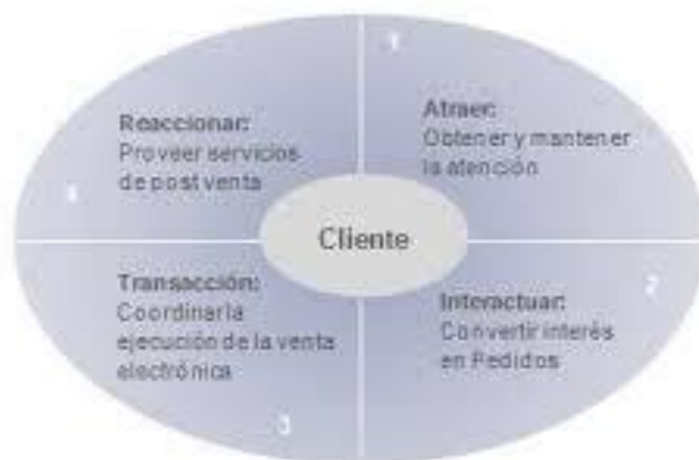 1
Atraer:
Obtener y mantener
la atención
2
Interactuar:
Convertir interés
en Pedidos
3
Transacción:
Coordinar la
ejecución de la venta
electrónica
4
Reaccionar:
Proveer servicios
de post venta
Cliente